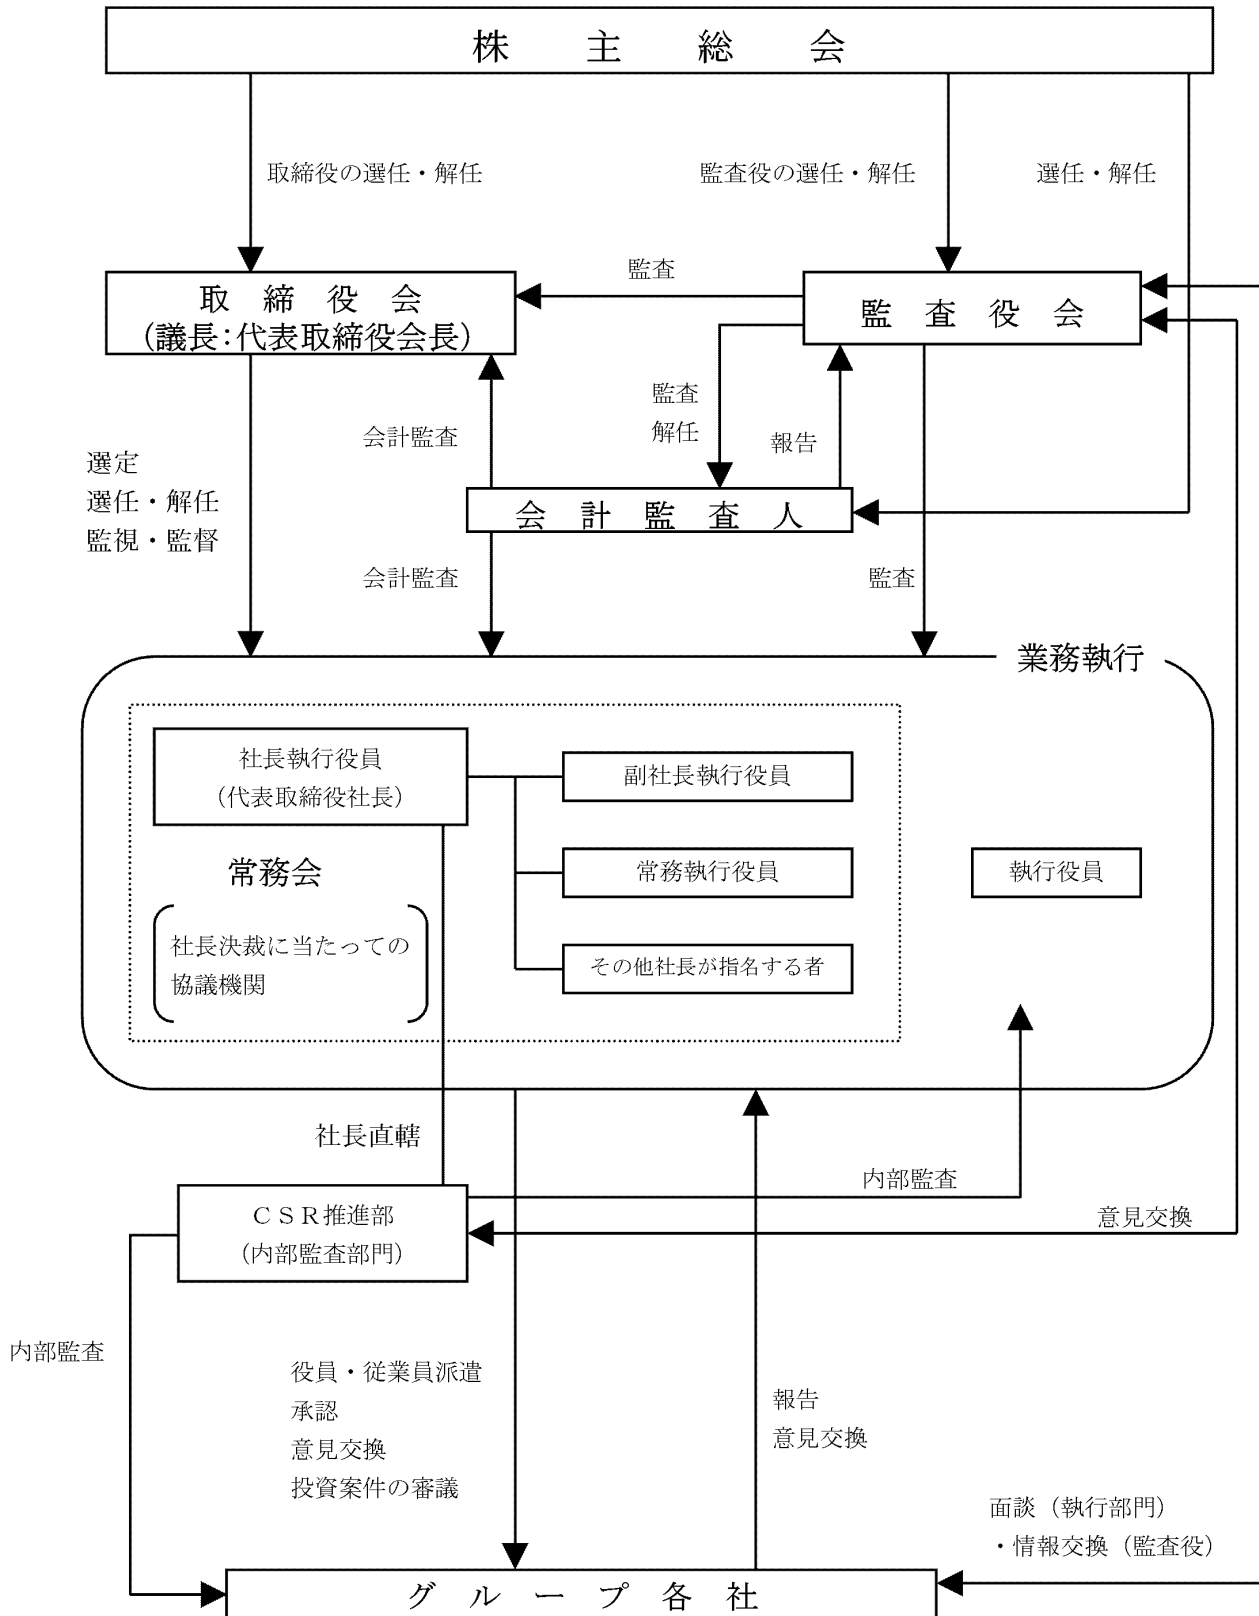 株主総会
取締役の選任・解任
監査役の選任・解任
選任・解任
監査
取締役会
（議長：代表取締役会長）
監査役会
監査
解任
報告
会計監査
選定
選任・解任
監視・監督
会計監査人
会計監査
監査
業務執行
社長執行役員
（代表取締役社長）
副社長執行役員
常務会
常務執行役員
執行役員
社長決裁に当たっての
協議機関
その他社長が指名する者
社長直轄
内部監査
ＣＳＲ推進部
（内部監査部門）
意見交換
内部監査
役員・従業員派遣
承認
意見交換
投資案件の審議
報告
意見交換
面談（執行部門）
・情報交換（監査役）
グループ各社